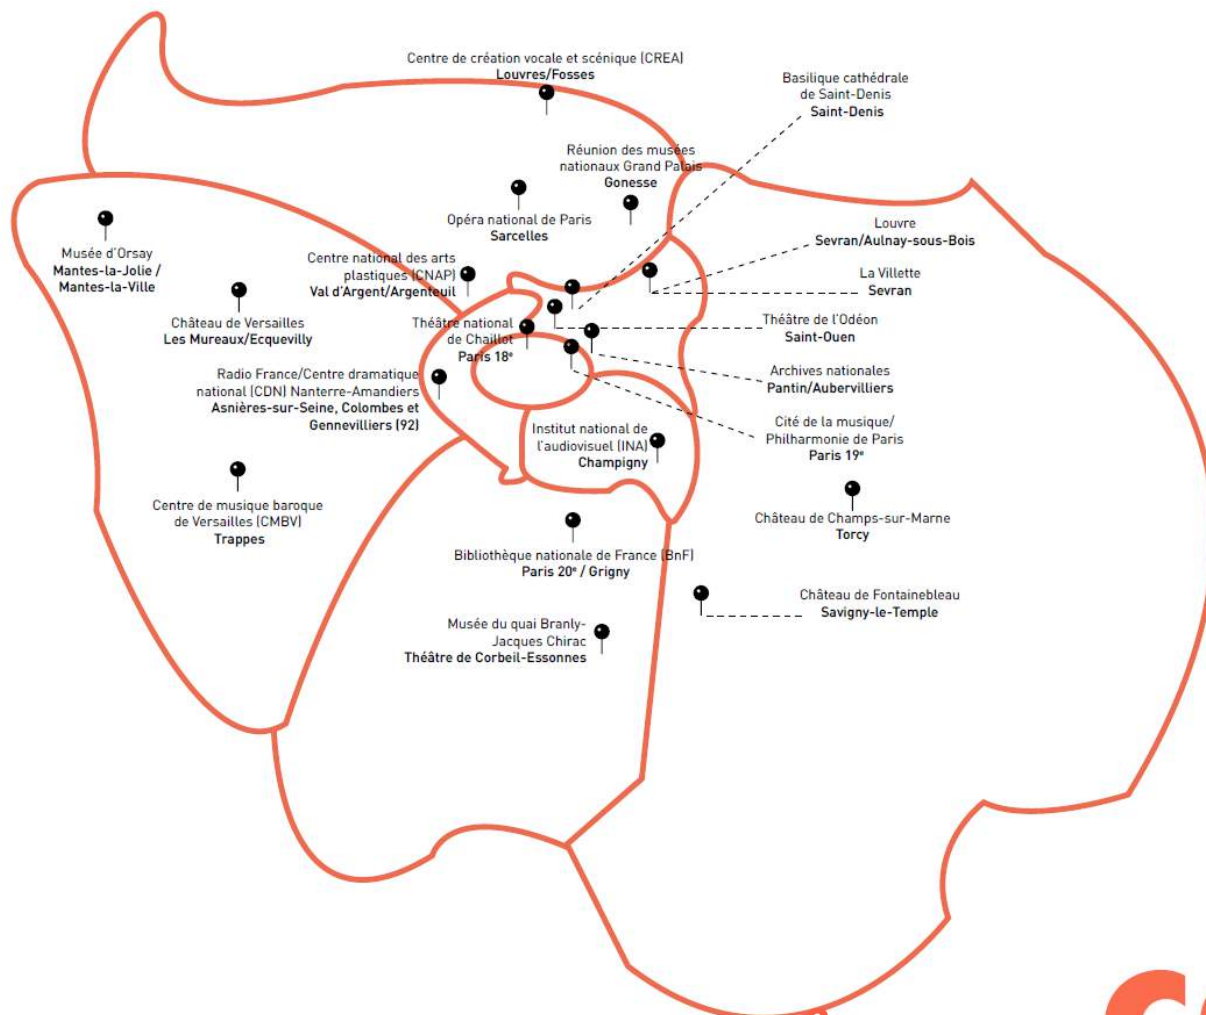 Centre de création vocale et scénique (CREA)
Louvres/Fosses
Basilique cathédrale
de Saint-Denis
Saint-Denis
Réunion des musées
nationaux Grand Palais
Gonesse
Opéra national de Paris
Sarcelles
Louvre
Sevran/Aulnay-sous-Bois
Musée d'Orsay
Mantes-la-Jolie /
Mantes-la-Ville
Centre national des arts
plastiques (CNAP)
Val d'Argent/Argenteuil
La Villette
Sevran
Château de Versailles
Les Mureaux/Ecquevilly
Théâtre national
de Chaillot
Paris 18e
Théâtre de l'Odéon
Saint-Ouen
Radio France/Centre dramatique
national (CDN) Nanterre-Amandiers
Asnières-sur-Seine, Colombes et
Gennevilliers (92)
Archives nationales
Pantin/Aubervilliers
Institut national de
l'audiovisuel (INA)
Champigny
Cité de la musique/
Philharmonie de Paris
Paris 19e
Centre de musique baroque
de Versailles (CMBV)
Trappes
Château de Champs-sur-Marne
Torcy
Bibliothèque nationale de France (BnF)
Paris 20e / Grigny
Château de Fontainebleau
Savigny-le-Temple
Musée du quai Branly-
Jacques Chirac
Théâtre de Corbeil-Essonnes